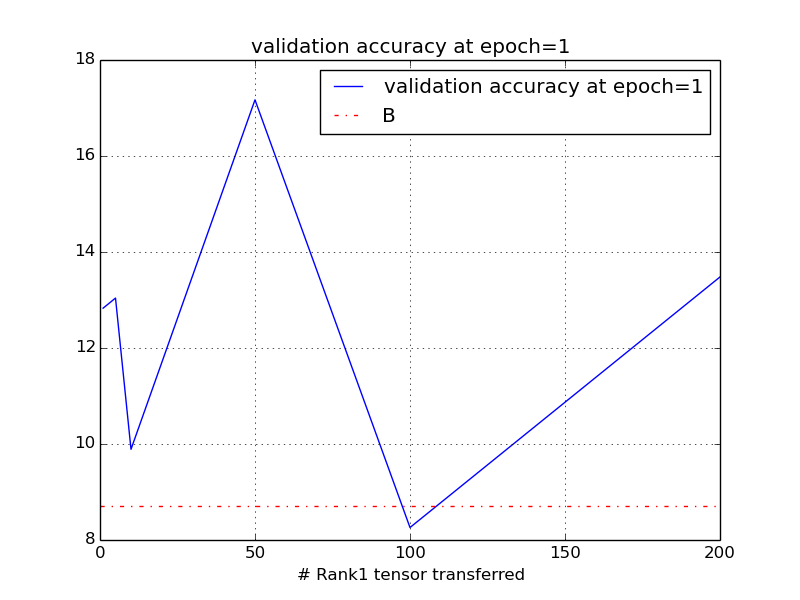 validation accuracy at epoch=1
validation accuracy at epoch=1
B
18
16
14
12
10
8
0 50 100 150 200
# Rank1 tensor transferred